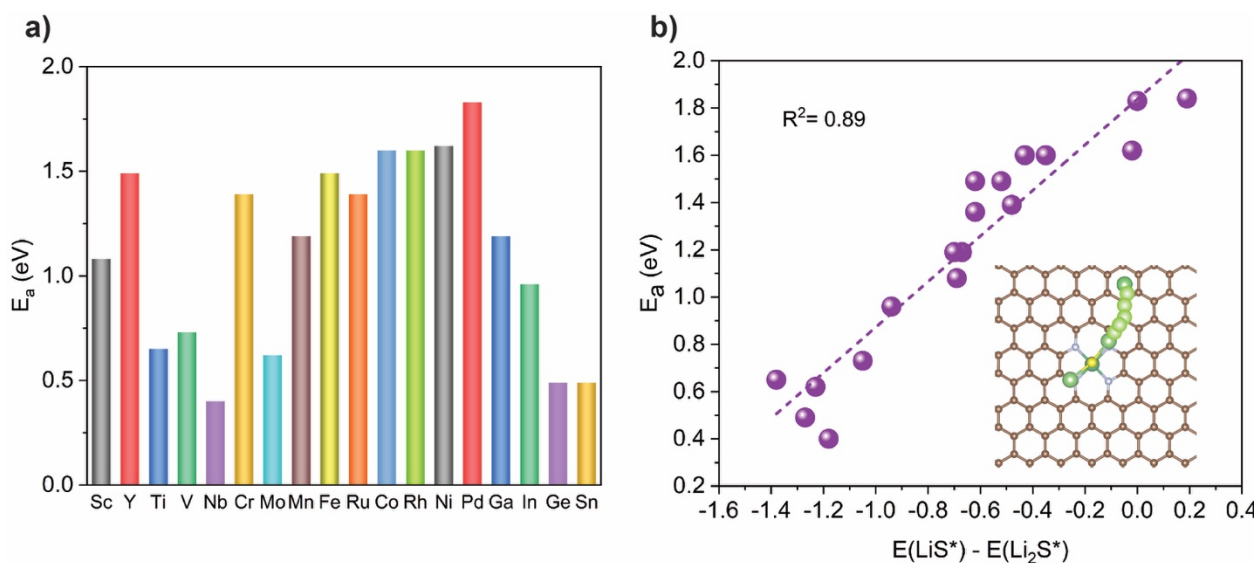 a)
2.0
1.5
1.0
0.5
0.0
Eₐ (eV)
Sc Y Ti V Nb Cr Mo Mn Fe Ru Co Rh Ni Pd Ga In Ge Sn
b)
2.0
1.8
1.6
1.4
1.2
1.0
0.8
0.6
0.4
0.2
Eₐ (eV)
R²= 0.89
-1.6 -1.4 -1.2 -1.0 -0.8 -0.6 -0.4 -0.2 0.0 0.2 0.4
E(LiS*) - E(Li₂S*)